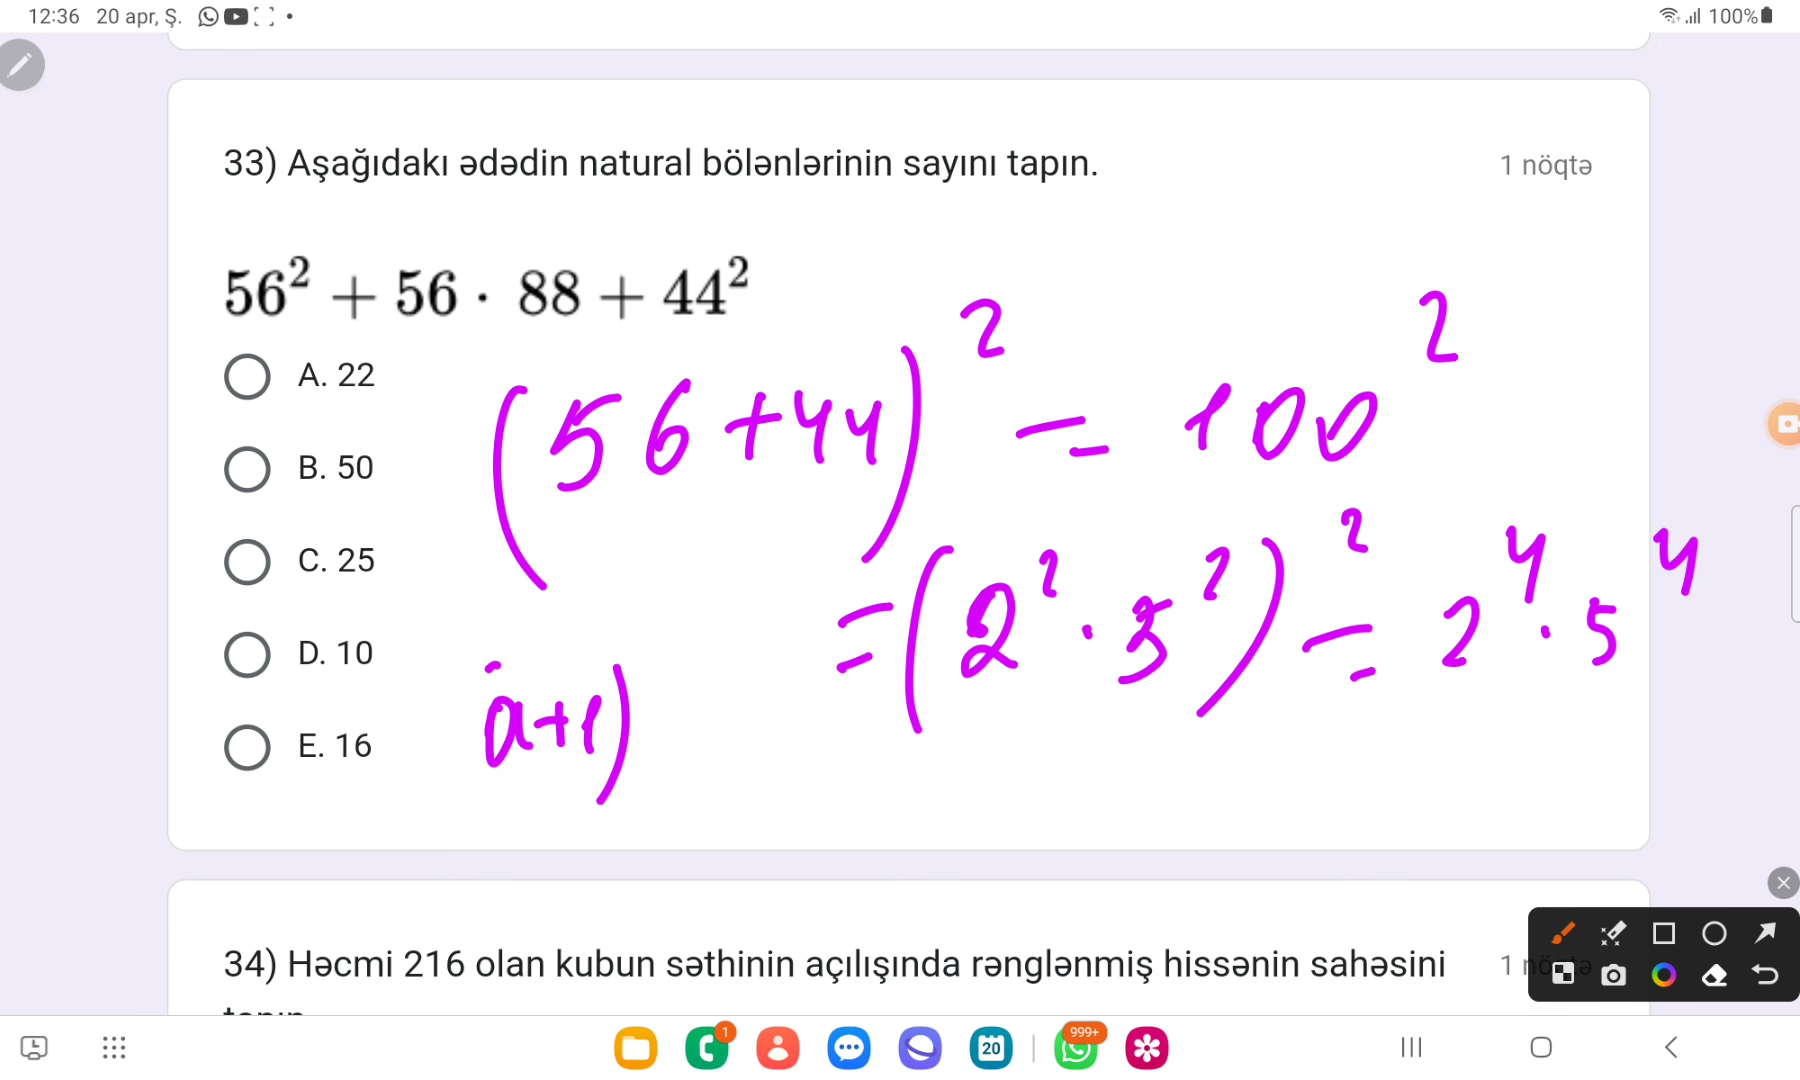 12:36 20 apr, Ş. 100%
33) Aşağıdakı ədədin natural bölənlərinin sayını tapın. 1 nöqtə
56² + 56 · 88 + 44²
A. 22
(56+44)² = 100²
B. 50
C. 25
=(2²·5²)² = 2⁴·5⁴
D. 10
a+1)
E. 16
34) Həcmi 216 olan kubun səthinin açılışında rənglənmiş hissənin sahəsini 1 nöqtə
tapın
1
20
999+